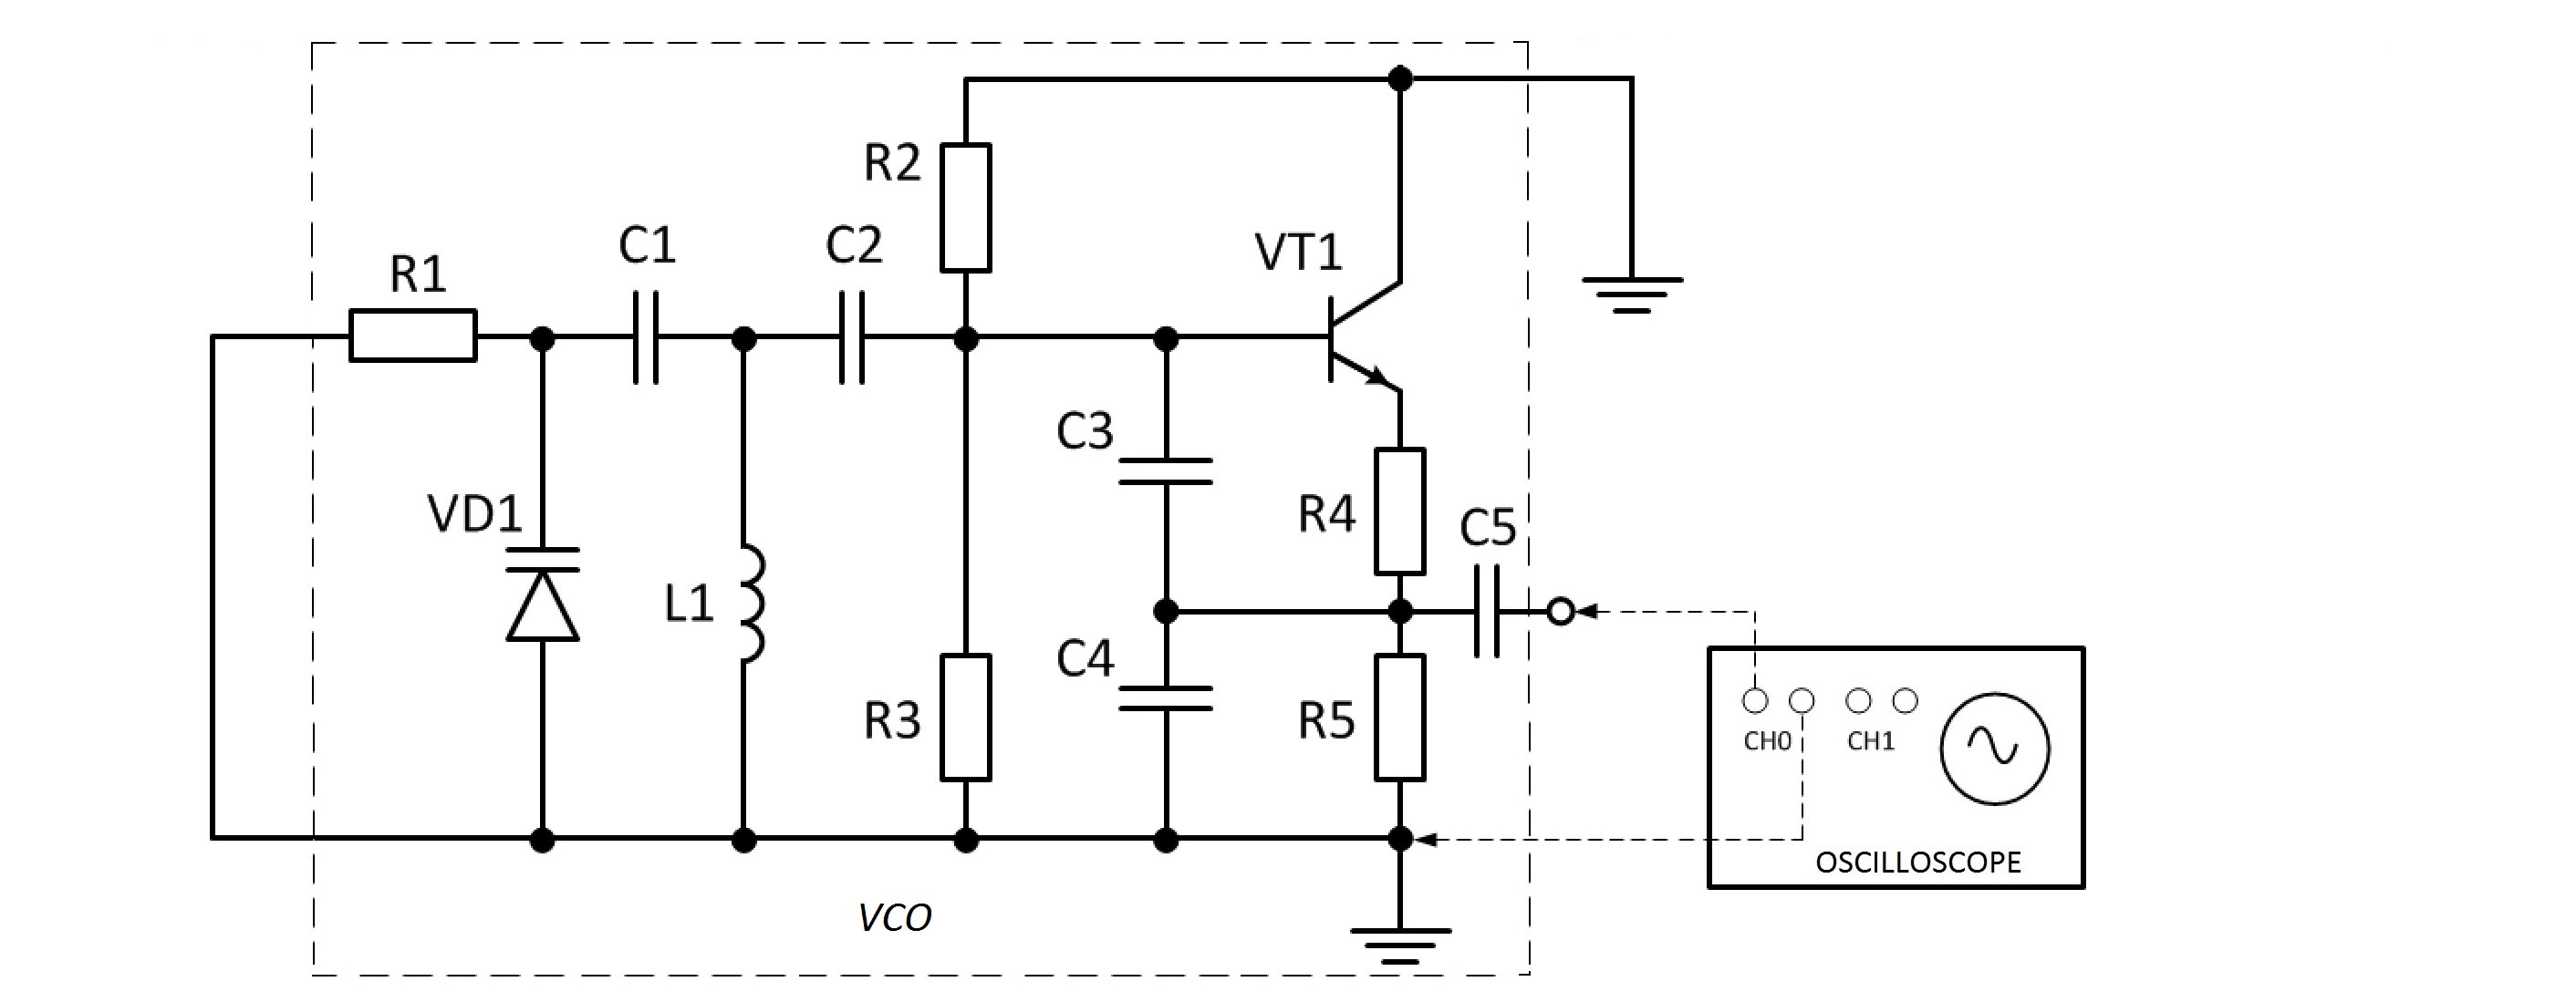 R2
C1
C2
VT1
R1
C3
VD1
R4
C5
L1
C4
R3
R5
CH0
CH1
OSCILLOSCOPE
VCO